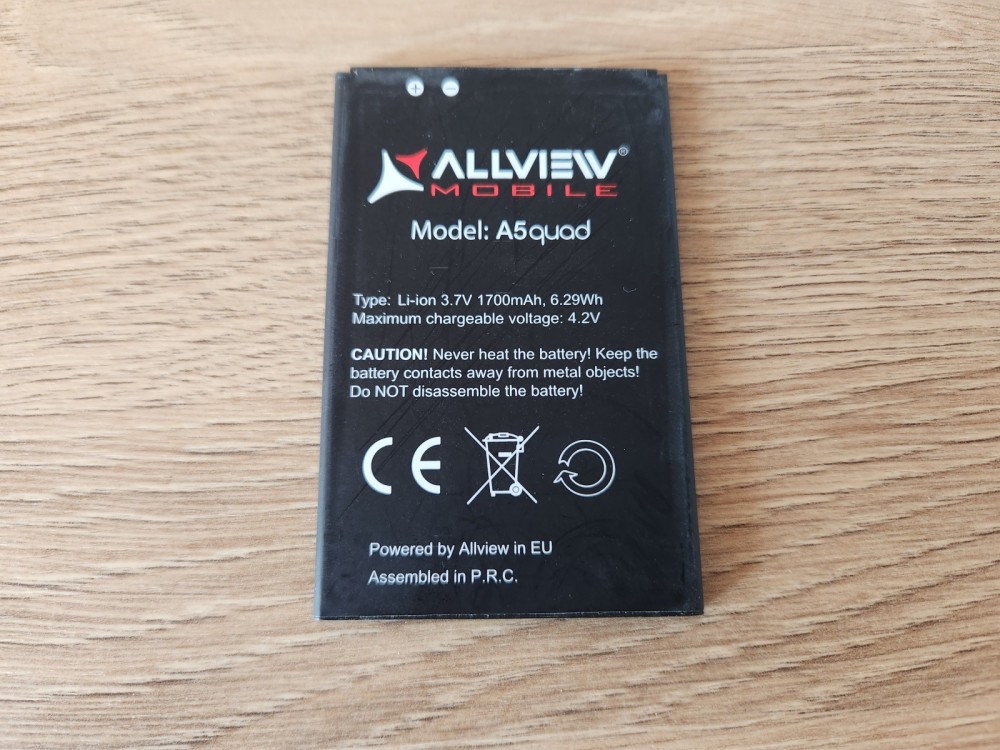 + −
ALLVIEW®
MOBILE
Model: A5quad
Type: Li-ion 3.7V 1700mAh, 6.29Wh
Maximum chargeable voltage: 4.2V
CAUTION! Never heat the battery! Keep the
battery contacts away from metal objects!
Do NOT disassemble the battery!
CE
Powered by Allview in EU
Assembled in P.R.C.